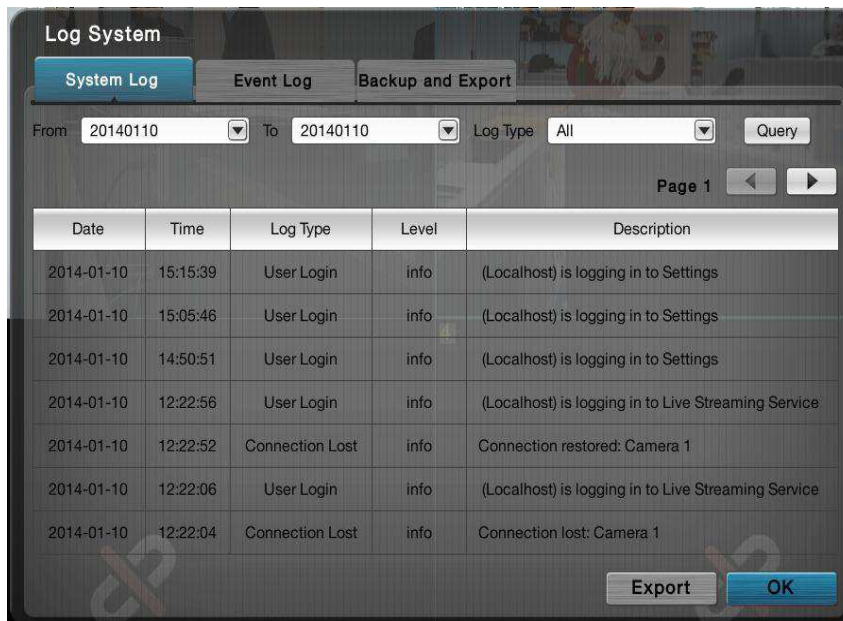 Log System
System Log Event Log Backup and Export
From 20140110 To 20140110 Log Type All Query
Page 1
Date Time Log Type Level Description
2014-01-10 15:15:39 User Login info (Localhost) is logging in to Settings
2014-01-10 15:05:46 User Login info (Localhost) is logging in to Settings
4
2014-01-10 14:50:51 User Login info (Localhost) is logging in to Settings
2014-01-10 12:22:56 User Login info (Localhost) is logging in to Live Streaming Service
2014-01-10 12:22:52 Connection Lost info Connection restored: Camera 1
2014-01-10 12:22:06 User Login info (Localhost) is logging in to Live Streaming Service
2014-01-10 12:22:04 Connection Lost info Connection lost: Camera 1
Export OK